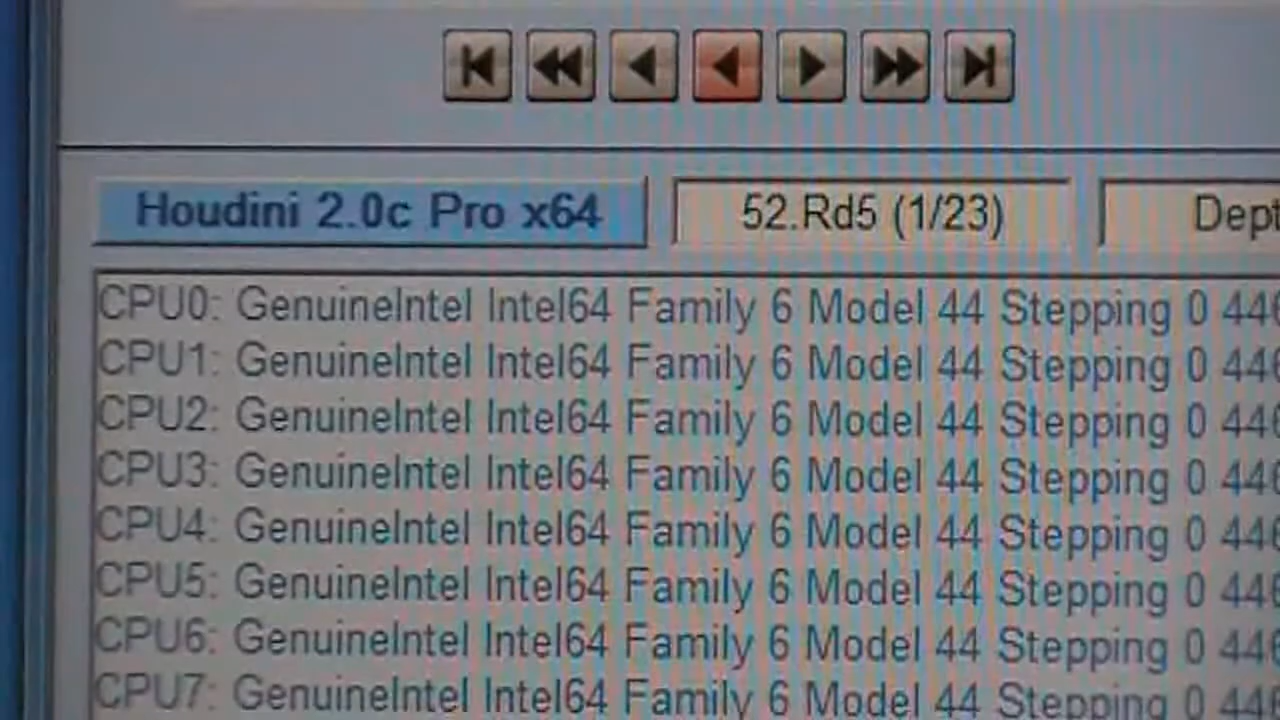 Houdini 2.0c Pro x64 52.Rd5 (1/23)
CPU0: GenuineIntel Intel64 Family 6 Model 44 Stepping 0
CPU1: GenuineIntel Intel64 Family 6 Model 44 Stepping 0
CPU2: GenuineIntel Intel64 Family 6 Model 44 Stepping 0
CPU3: GenuineIntel Intel64 Family 6 Model 44 Stepping 0
CPU4: GenuineIntel Intel64 Family 6 Model 44 Stepping 0
CPU5: GenuineIntel Intel64 Family 6 Model 44 Stepping 0
CPU6: GenuineIntel Intel64 Family 6 Model 44 Stepping 0
CPU7: GenuineIntel Intel64 Family 6 Model 44 Stepping 0